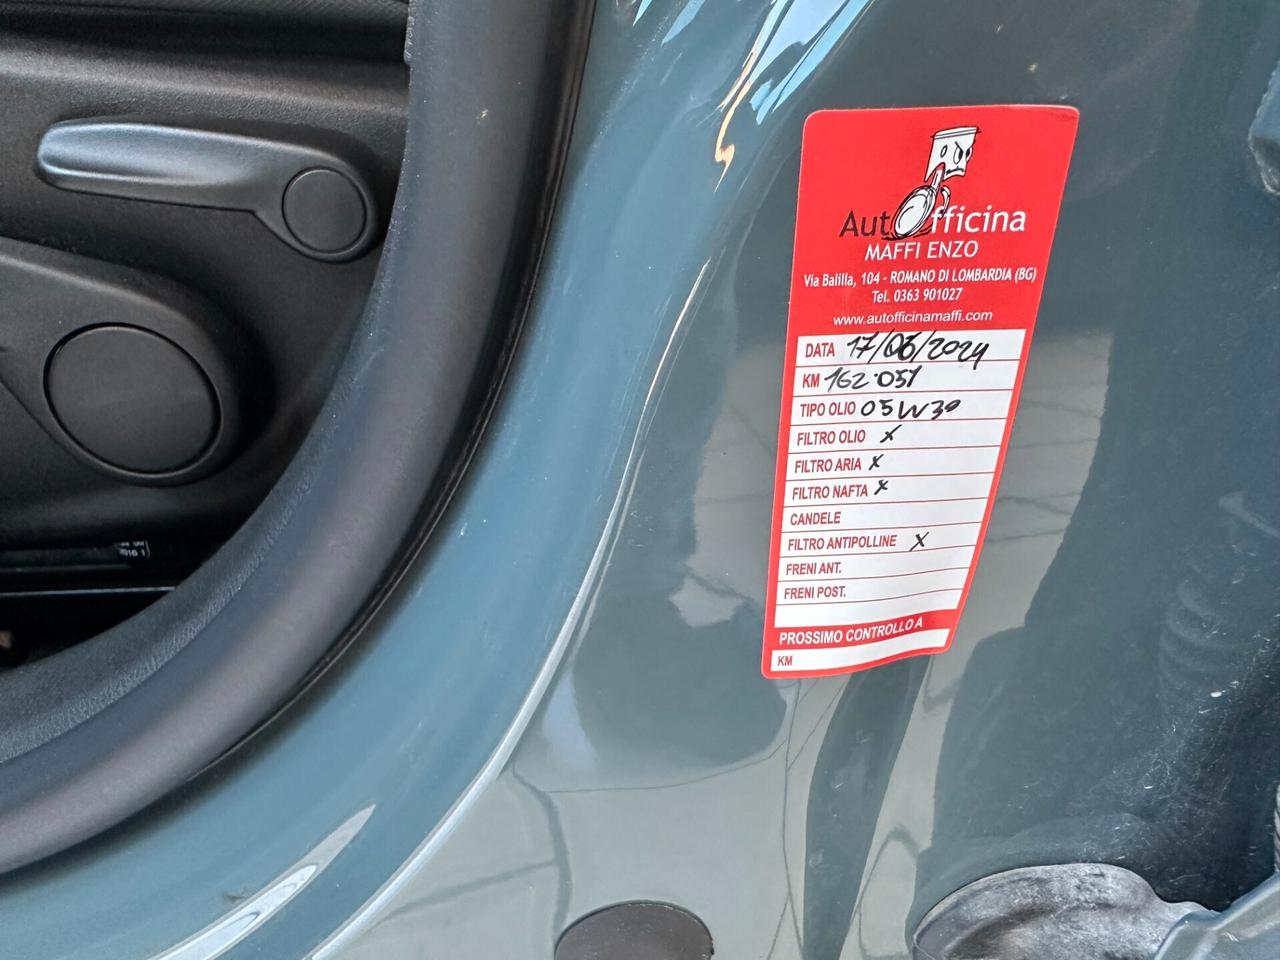 AutOfficina
MAFFI ENZO
Via Balilla, 104 - ROMANO DI LOMBARDIA (BG)
Tel. 0363 901027
www.autofficinamaffi.com
DATA 17/06/2024
KM 162.051
TIPO OLIO 05W30
FILTRO OLIO X
FILTRO ARIA X
FILTRO NAFTA X
CANDELE
FILTRO ANTIPOLLINE X
FRENI ANT.
FRENI POST.
PROSSIMO CONTROLLO A
KM